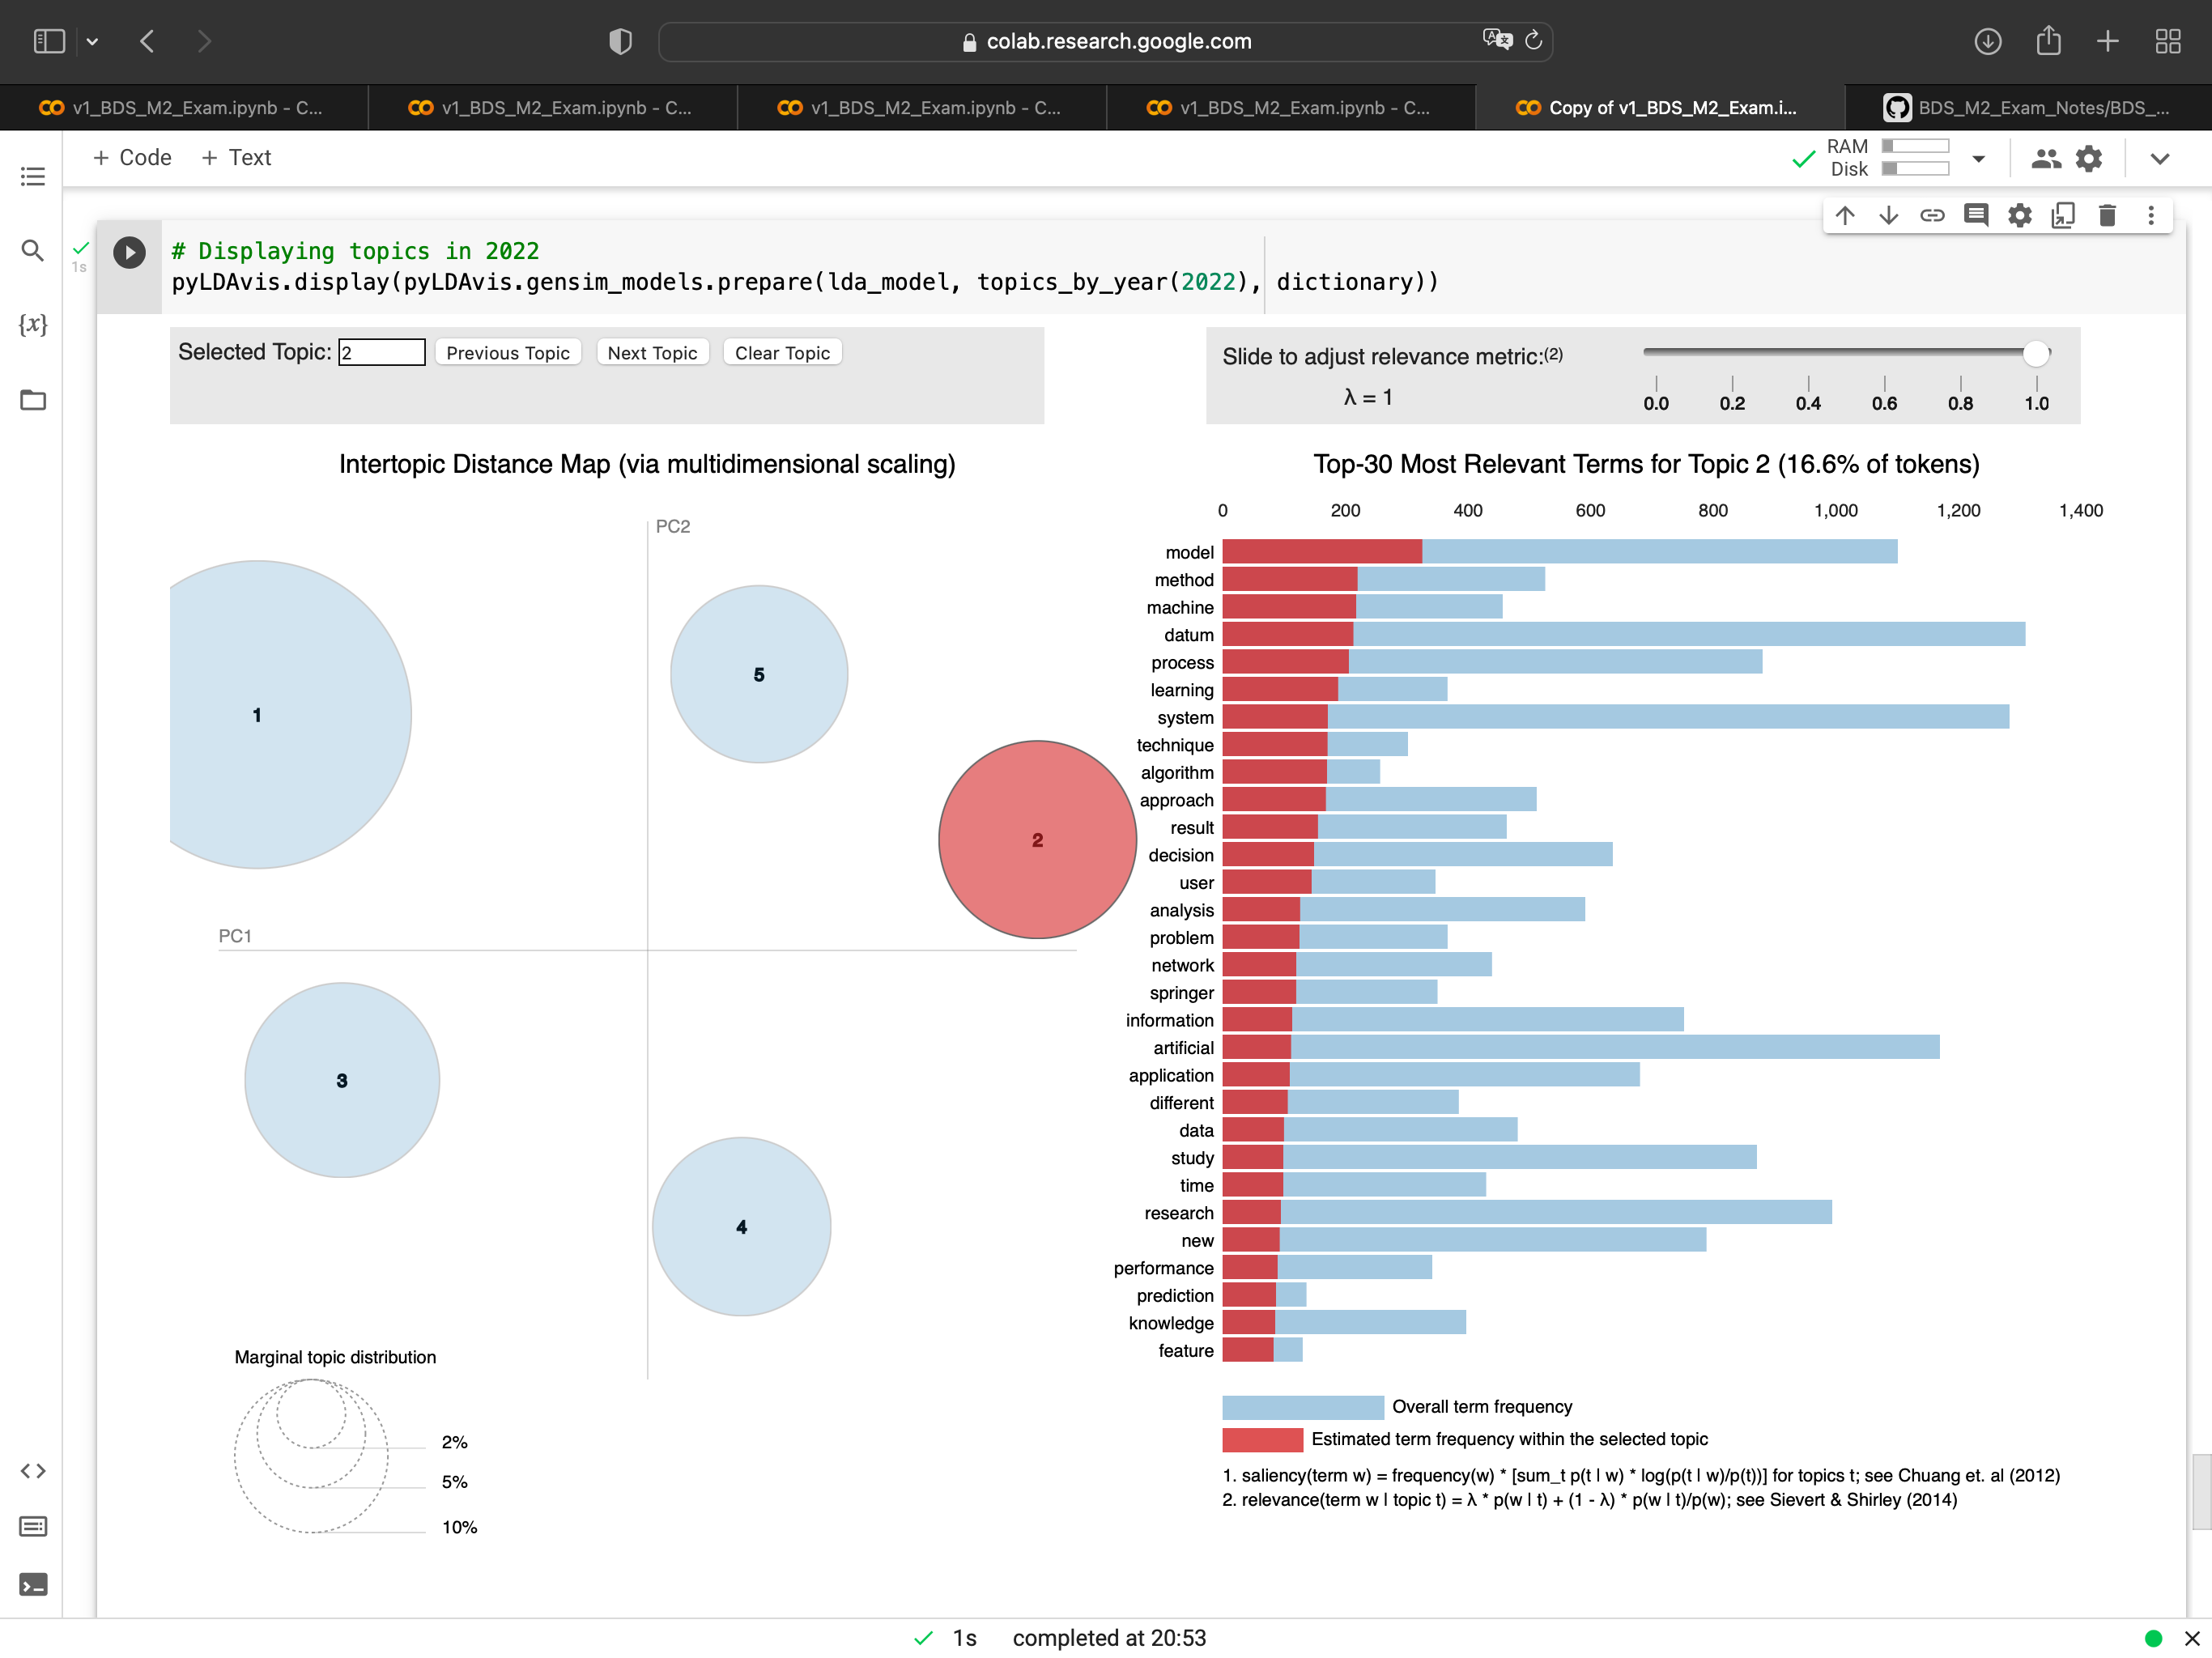 colab.research.google.com
v1_BDS_M2_Exam.ipynb - C...
v1_BDS_M2_Exam.ipynb - C...
v1_BDS_M2_Exam.ipynb - C...
v1_BDS_M2_Exam.ipynb - C...
Copy of v1_BDS_M2_Exam.i...
BDS_M2_Exam_Notes/BDS_...
+ Code + Text
RAM
Disk
1s
{x}
# Displaying topics in 2022
pyLDAvis.display(pyLDAvis.gensim_models.prepare(lda_model, topics_by_year(2022), dictionary))
Selected Topic: 2 Previous Topic Next Topic Clear Topic
Slide to adjust relevance metric:(2)
λ = 1
0.0 0.2 0.4 0.6 0.8 1.0
Intertopic Distance Map (via multidimensional scaling)
PC2
5
1
2
PC1
3
4
Marginal topic distribution
2%
5%
10%
Top-30 Most Relevant Terms for Topic 2 (16.6% of tokens)
0 200 400 600 800 1,000 1,200 1,400
model
method
machine
datum
process
learning
system
technique
algorithm
approach
result
decision
user
analysis
problem
network
springer
information
artificial
application
different
data
study
time
research
new
performance
prediction
knowledge
feature
Overall term frequency
Estimated term frequency within the selected topic
1. saliency(term w) = frequency(w) * [sum_t p(t | w) * log(p(t | w)/p(t))] for topics t; see Chuang et. al (2012)
2. relevance(term w | topic t) = λ * p(w | t) + (1 - λ) * p(w | t)/p(w); see Sievert & Shirley (2014)
1s completed at 20:53